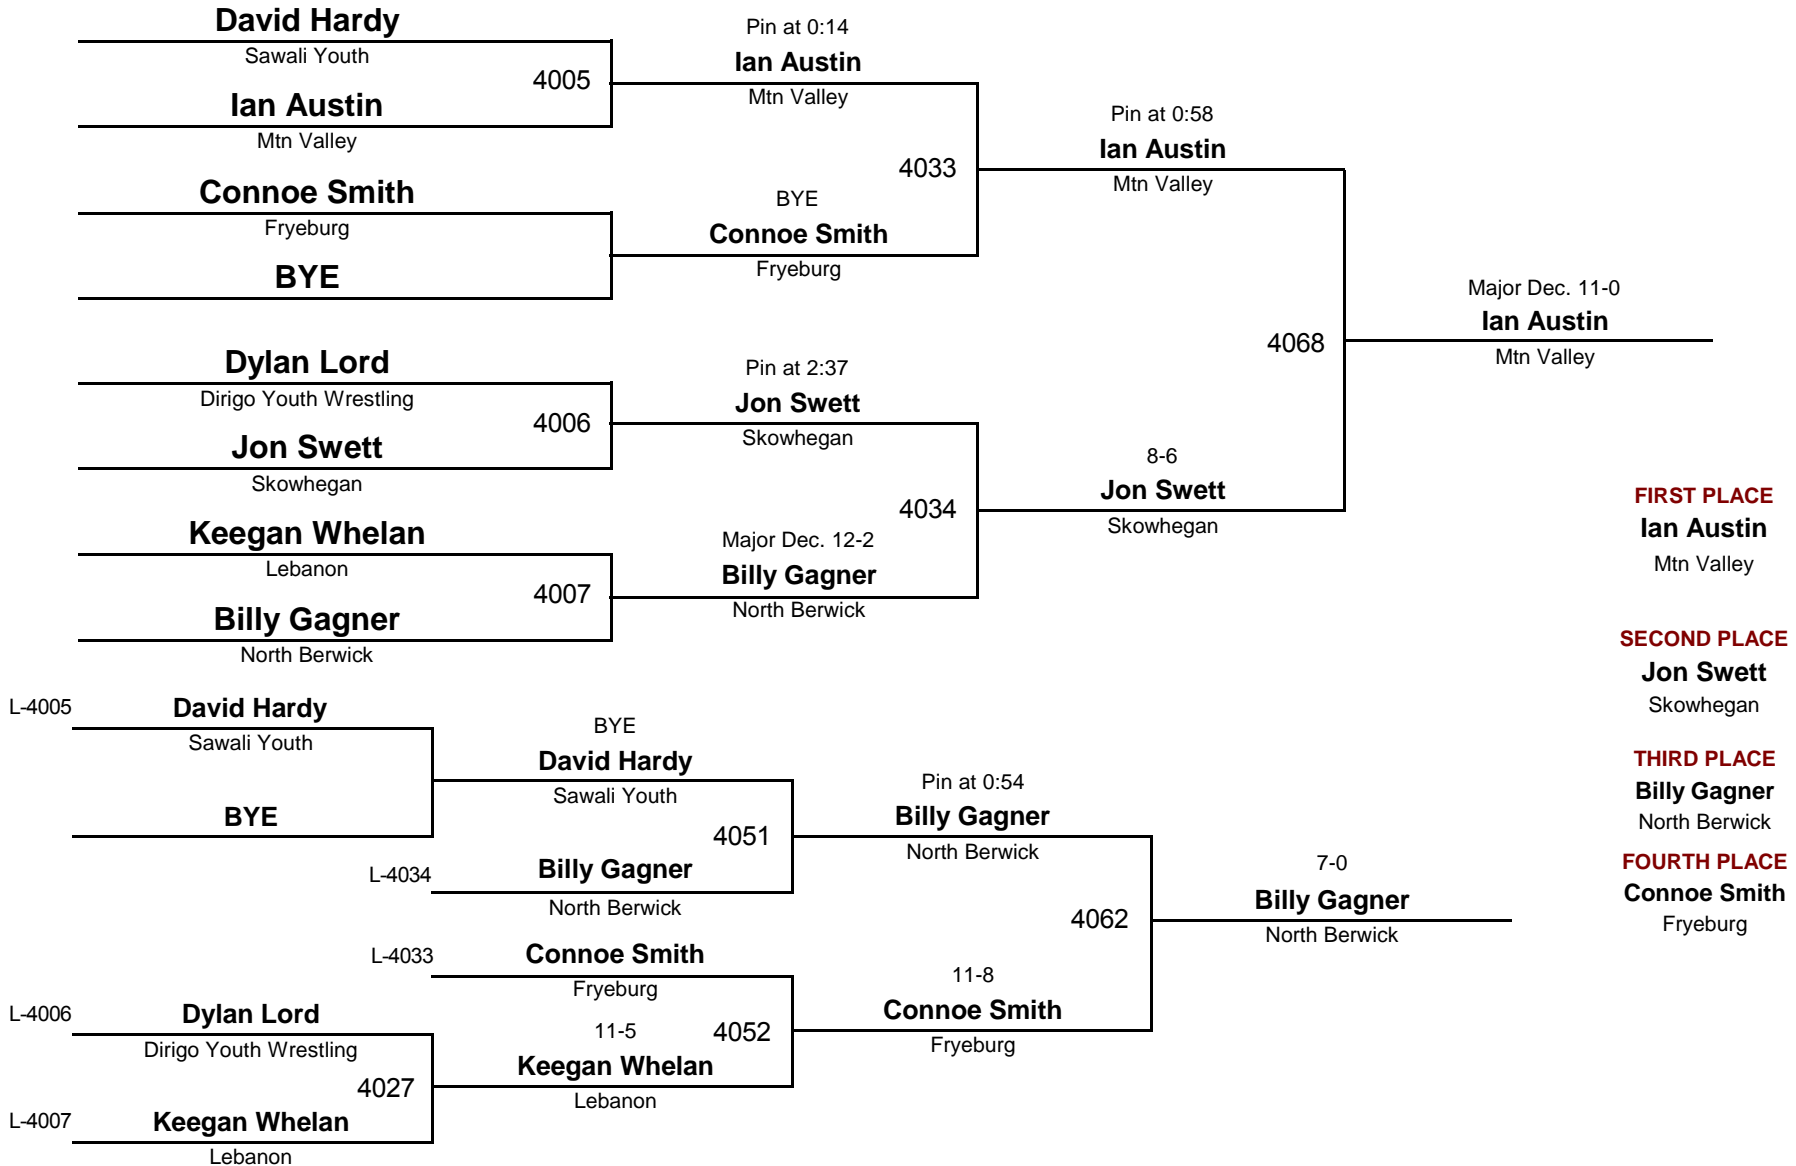 David Hardy
Sawali Youth
4005
Ian Austin
Mtn Valley
Connoe Smith
Fryeburg
BYE
Dylan Lord
Dirigo Youth Wrestling
4006
Jon Swett
Skowhegan
Keegan Whelan
Lebanon
4007
Billy Gagner
North Berwick
Pin at 0:14
Ian Austin
Mtn Valley
4033
BYE
Connoe Smith
Fryeburg
Pin at 2:37
Jon Swett
Skowhegan
4034
Major Dec. 12-2
Billy Gagner
North Berwick
Pin at 0:58
Ian Austin
Mtn Valley
4068
8-6
Jon Swett
Skowhegan
Major Dec. 11-0
Ian Austin
Mtn Valley
FIRST PLACE
Ian Austin
Mtn Valley
SECOND PLACE
Jon Swett
Skowhegan
THIRD PLACE
Billy Gagner
North Berwick
FOURTH PLACE
Connoe Smith
Fryeburg
L-4005
David Hardy
Sawali Youth
BYE
BYE
David Hardy
Sawali Youth
4051
L-4034
Billy Gagner
North Berwick
L-4033
Connoe Smith
Fryeburg
L-4006
Dylan Lord
Dirigo Youth Wrestling
4027
L-4007
Keegan Whelan
Lebanon
11-5
4052
Keegan Whelan
Lebanon
Pin at 0:54
Billy Gagner
North Berwick
4062
11-8
Connoe Smith
Fryeburg
7-0
Billy Gagner
North Berwick